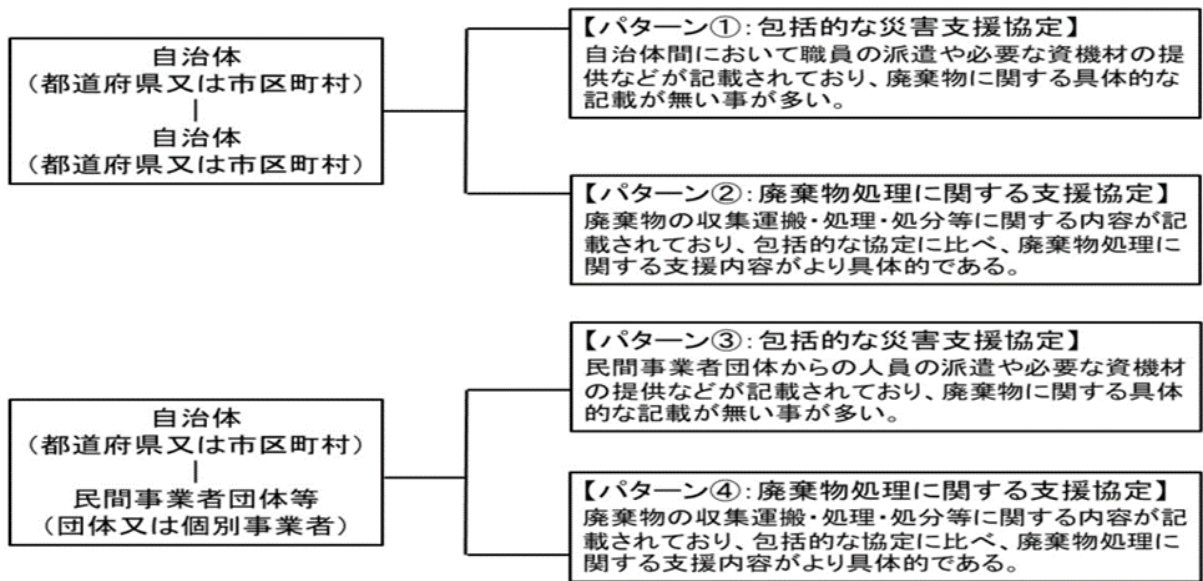 自治体
(都道府県又は市区町村)
|
自治体
(都道府県又は市区町村)
【パターン①:包括的な災害支援協定】
自治体間において職員の派遣や必要な資機材の提
供などが記載されており、廃棄物に関する具体的な
記載が無い事が多い。
【パターン②:廃棄物処理に関する支援協定】
廃棄物の収集運搬・処理・処分等に関する内容が記
載されており、包括的な協定に比べ、廃棄物処理に
関する支援内容がより具体的である。
自治体
(都道府県又は市区町村)
|
民間事業者団体等
(団体又は個別事業者)
【パターン③:包括的な災害支援協定】
民間事業者団体からの人員の派遣や必要な資機材
の提供などが記載されており、廃棄物に関する具体
的な記載が無い事が多い。
【パターン④:廃棄物処理に関する支援協定】
廃棄物の収集運搬・処理・処分等に関する内容が記
載されており、包括的な協定に比べ、廃棄物処理に
関する支援内容がより具体的である。